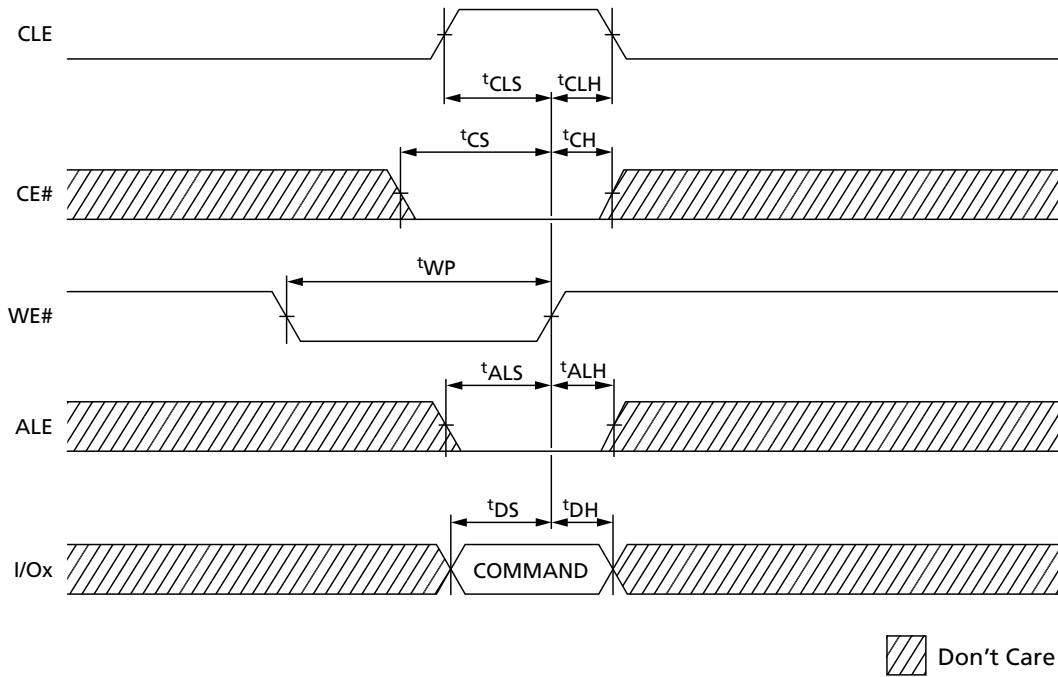 CLE
tCLS tCLH
tCS tCH
CE#
tWP
WE#
tALS tALH
ALE
tDS tDH
I/Ox COMMAND
Don't Care